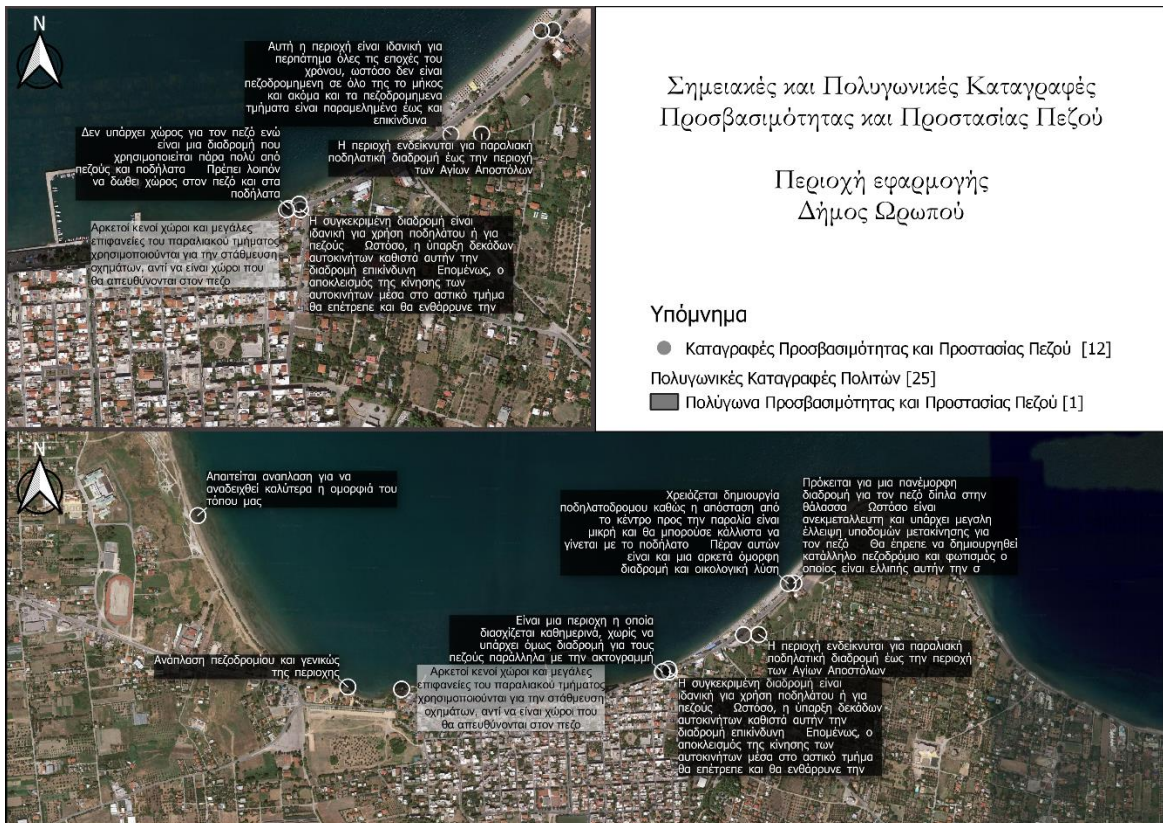 N
Αυτή η περιοχή είναι ιδανική για
περπάτημα όλες τις εποχές του
χρόνου, ωστόσο δεν είναι
πεζοδρομημενη σε όλο της το μήκος
και ακόμα και τα πεζοδρομημενα
τμήματα είναι παραμελημένα έως και
επικίνδυνα
Δεν υπάρχει χώρος για τον πεζό ενώ
είναι μια διαδρομή που
χρησιμοποιείται πάρα πολύ από
πεζούς και ποδήλατα Πρέπει λοιπόν
να δωθεί χώρος στον πεζό και στα
ποδήλατα
Η περιοχή ενδεικνυται για παραλιακή
ποδηλατική διαδρομή έως την περιοχή
των Αγίων Αποστόλων
Αρκετοί κενοί χώροι και μεγάλες
επιφανείες του παραλιακού τμήματος
χρησιμοποιούνται για την στάθμευση
οχημάτων, αντί να είναι χώροι που
θα απευθύνονται στον πεζο
Η συγκεκριμένη διαδρομή είναι
ιδανική για χρήση ποδηλάτου ή για
πεζούς Ωστόσο, η ύπαρξη δεκάδων
αυτοκινήτων καθιστά αυτήν την
διαδρομή επικίνδυνη Επομένως, ο
αποκλεισμός της κίνησης των
αυτοκινήτων μέσα στο αστικό τμήμα
θα επέτρεπε και θα ενθάρρυνε την
Σημειακές και Πολυγωνικές Καταγραφές
Προσβασιμότητας και Προστασίας Πεζού
Περιοχή εφαρμογής
Δήμος Ωρωπού
Υπόμνημα
Καταγραφές Προσβασιμότητας και Προστασίας Πεζού [12]
Πολυγωνικές Καταγραφές Πολιτών [25]
Πολύγωνα Προσβασιμότητας και Προστασίας Πεζού [1]
N
Απαιτείται αναπλαση για να
αναδειχθεί καλύτερα η ομορφιά του
τόπου μας
Χρειάζεται δημιουργία
ποδηλατοδρομου καθώς η απόσταση από
το κέντρο προς την παραλία είναι
μικρή και θα μπορούσε κάλλιστα να
γίνεται με το ποδήλατο Πέραν αυτών
είναι και μια αρκετά όμορφη
διαδρομή και οικολογική λύση
Πρόκειται για μια πανέμορφη
διαδρομή για τον πεζό δίπλα στην
θάλασσα Ωστόσο είναι
ανεκμεταλλευτη και υπάρχει μεγσλη
έλλειψη υποδομών μετακίνησης για
τον πεζό Θα έπρεπε να δημιουργηθεί
κατάλληλο πεζοδρόμιο και φωτισμός ο
οποίος είναι ελλιπής αυτήν την σ
Είναι μια περιοχη η οποία
διασχίζεται καθημερινά, χωρίς να
υπάρχει όμως διαδρομή για τους
πεζούς παράλληλα με την ακτογραμμή
Ανάπλαση πεζοδρομίου και γενικώς
της περιοχης
Αρκετοί κενοί χώροι και μεγάλες
επιφανείες του παραλιακού τμήματος
χρησιμοποιούνται για την στάθμευση
οχημάτων, αντί να είναι χώροι που
θα απευθύνονται στον πεζο
Η περιοχή ενδεικνυται για παραλιακή
ποδηλατική διαδρομή έως την περιοχή
των Αγίων Αποστόλων
Η συγκεκριμένη διαδρομή είναι
ιδανική για χρήση ποδηλάτου ή για
πεζούς Ωστόσο, η ύπαρξη δεκάδων
αυτοκινήτων καθιστά αυτήν την
διαδρομή επικίνδυνη Επομένως, ο
αποκλεισμός της κίνησης των
αυτοκινήτων μέσα στο αστικό τμήμα
θα επέτρεπε και θα ενθάρρυνε την